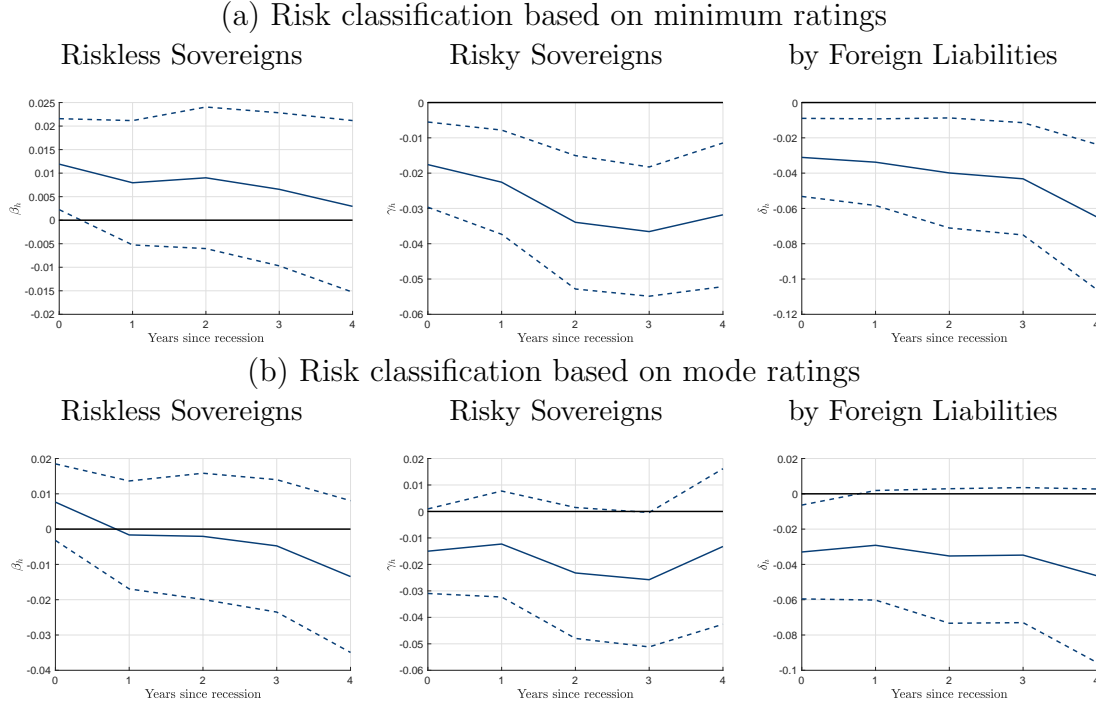 (a) Risk classification based on minimum ratings
Riskless Sovereigns Risky Sovereigns by Foreign Liabilities
0.025
0.02
0.015
0.01
0.005
0
-0.005
-0.01
-0.015
-0.02
β_h
0 1 2 3 4
Years since recession
0
-0.01
-0.02
-0.03
-0.04
-0.05
-0.06
γ_h
0 1 2 3 4
Years since recession
0
-0.02
-0.04
-0.06
-0.08
-0.1
-0.12
δ_h
0 1 2 3 4
Years since recession
(b) Risk classification based on mode ratings
Riskless Sovereigns Risky Sovereigns by Foreign Liabilities
0.02
0.01
0
-0.01
-0.02
-0.03
-0.04
β_h
0 1 2 3 4
Years since recession
0.02
0.01
0
-0.01
-0.02
-0.03
-0.04
-0.05
-0.06
γ_h
0 1 2 3 4
Years since recession
0.02
0
-0.02
-0.04
-0.06
-0.08
-0.1
δ_h
0 1 2 3 4
Years since recession